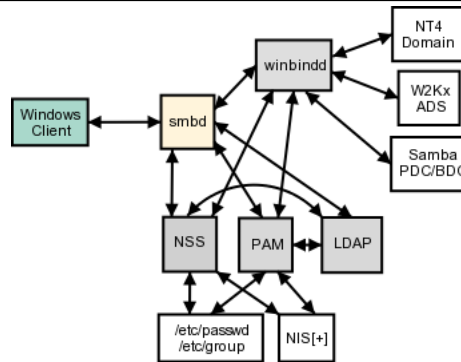 NT4
Domain
winbindd
W2Kx
ADS
Windows
Client
smbd
Samba
PDC/BDC
NSS
PAM
LDAP
/etc/passwd
/etc/group
NIS[+]